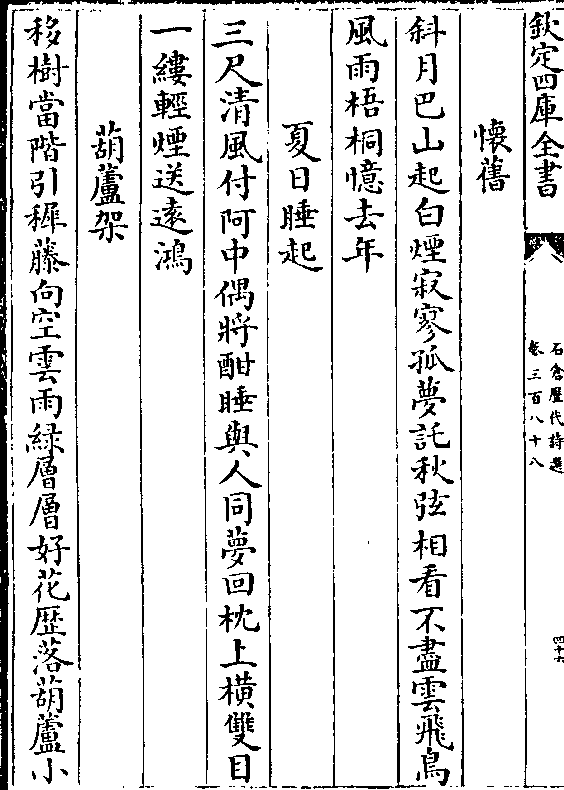 欽定四庫全書
石倉歴代詩選
卷三百八十八
四十六
懷舊
斜月巴山起白煙寂寥孤夢託秋弦相看不盡雲飛鳥
風雨梧桐憶去年
夏日睡起
三尺清風付阿中偶將酣睡與人同夢回枕上横雙目
一縷輕煙送遠鴻
葫蘆架
移樹當階引穉藤向空雲雨緑層層好花歴落葫蘆小